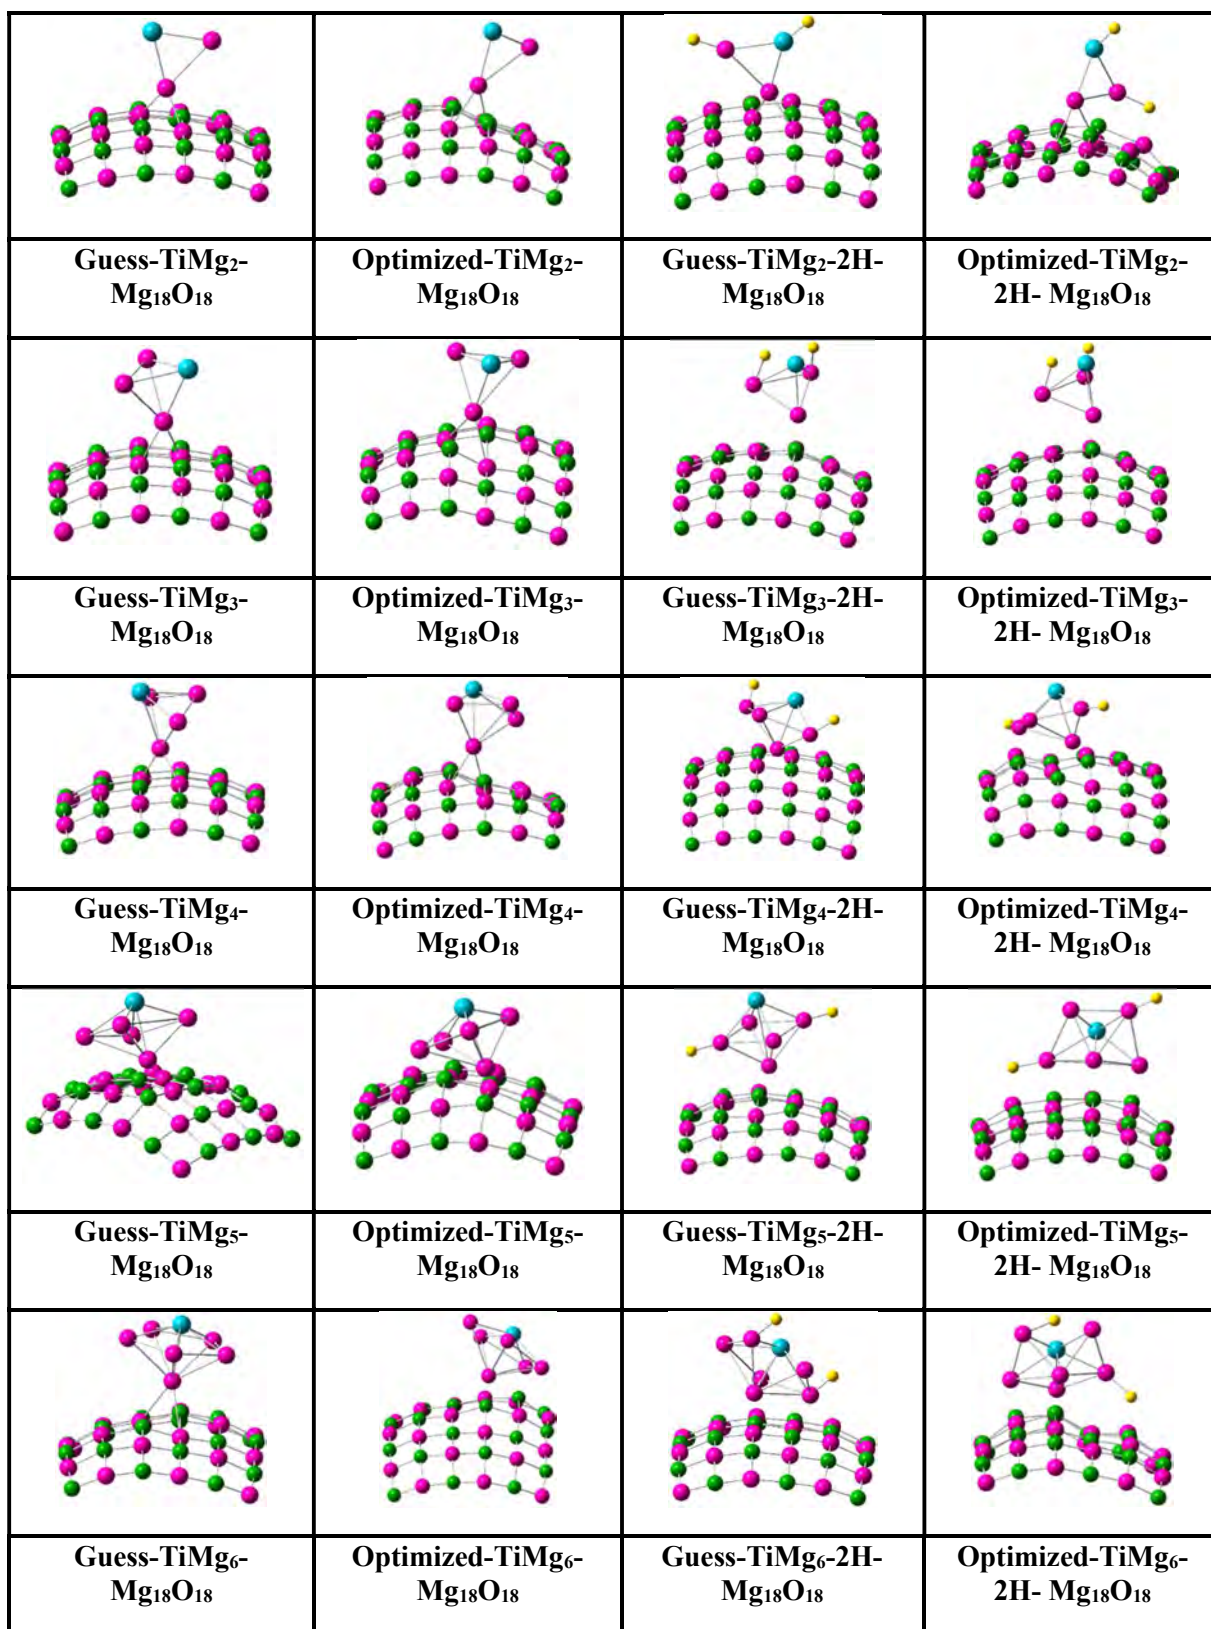 Guess-TiMg₂-
Mg₁₈O₁₈
Optimized-TiMg₂-
Mg₁₈O₁₈
Guess-TiMg₂-2H-
Mg₁₈O₁₈
Optimized-TiMg₂-
2H- Mg₁₈O₁₈
Guess-TiMg₃-
Mg₁₈O₁₈
Optimized-TiMg₃-
Mg₁₈O₁₈
Guess-TiMg₃-2H-
Mg₁₈O₁₈
Optimized-TiMg₃-
2H- Mg₁₈O₁₈
Guess-TiMg₄-
Mg₁₈O₁₈
Optimized-TiMg₄-
Mg₁₈O₁₈
Guess-TiMg₄-2H-
Mg₁₈O₁₈
Optimized-TiMg₄-
2H- Mg₁₈O₁₈
Guess-TiMg₅-
Mg₁₈O₁₈
Optimized-TiMg₅-
Mg₁₈O₁₈
Guess-TiMg₅-2H-
Mg₁₈O₁₈
Optimized-TiMg₅-
2H- Mg₁₈O₁₈
Guess-TiMg₆-
Mg₁₈O₁₈
Optimized-TiMg₆-
Mg₁₈O₁₈
Guess-TiMg₆-2H-
Mg₁₈O₁₈
Optimized-TiMg₆-
2H- Mg₁₈O₁₈